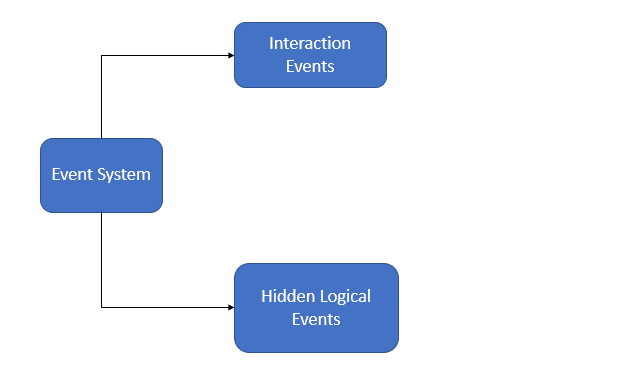 Interaction
Events
Event System
Hidden Logical
Events